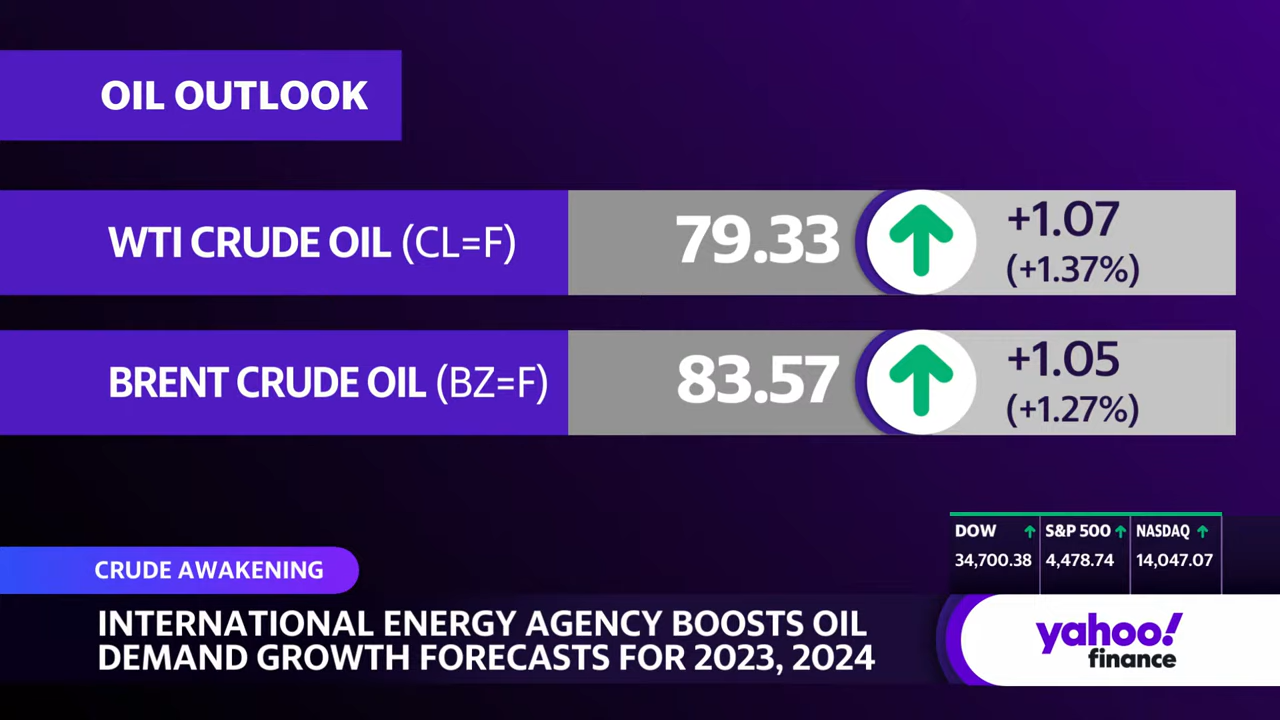 OIL OUTLOOK
WTI CRUDE OIL (CL=F) 79.33 +1.07
(+1.37%)
BRENT CRUDE OIL (BZ=F) 83.57 +1.05
(+1.27%)
DOW S&P 500 NASDAQ
34,700.38 4,478.74 14,047.07
CRUDE AWAKENING
INTERNATIONAL ENERGY AGENCY BOOSTS OIL
DEMAND GROWTH FORECASTS FOR 2023, 2024
yahoo!
finance